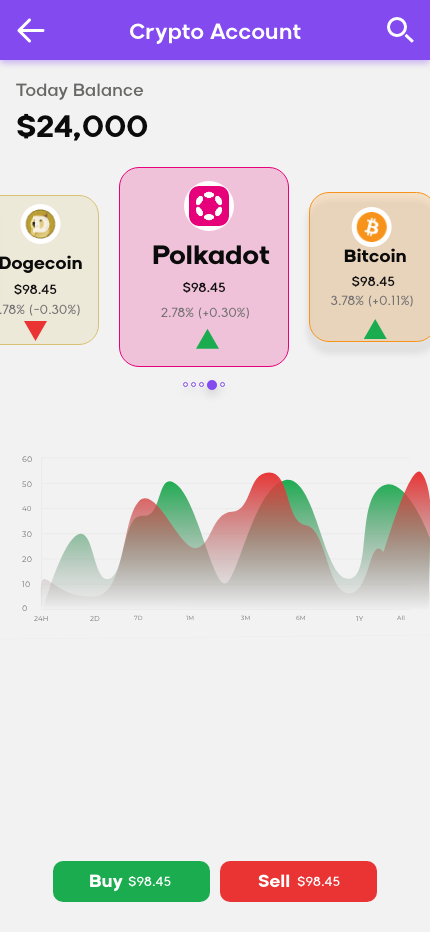 Crypto Account
Today Balance
$24,000
Dogecoin
$98.45
.78% (-0.30%)
Polkadot
$98.45
2.78% (+0.30%)
Bitcoin
$98.45
3.78% (+0.11%)
60
50
40
30
20
10
0
24H 2D 7D 1M 3M 6M 1Y All
Buy $98.45
Sell $98.45